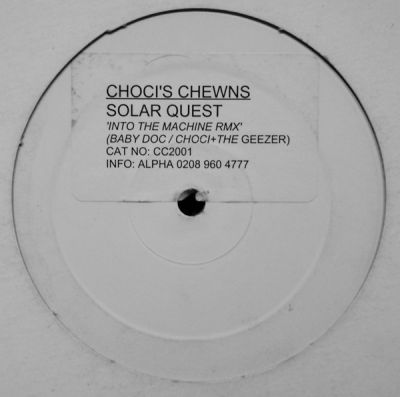 CHOCI'S CHEWNS
SOLAR QUEST
'INTO THE MACHINE RMX'
(BABY DOC / CHOCI+THE GEEZER)
CAT NO: CC2001
INFO: ALPHA 0208 960 4777